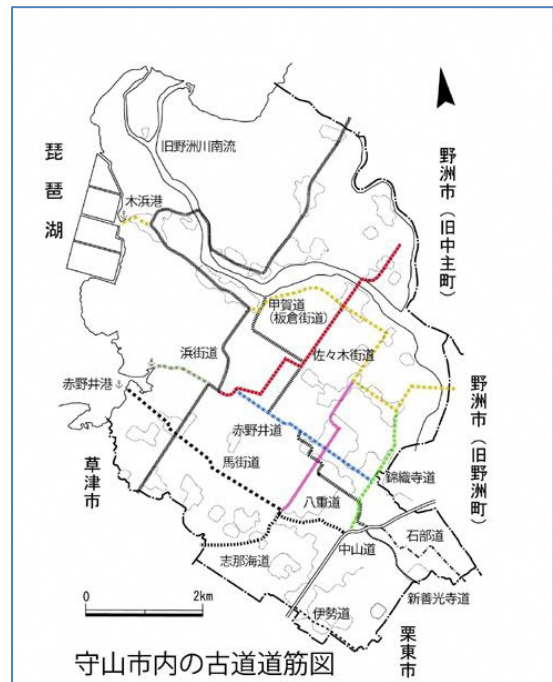 旧野洲川南流
琵琶湖
木浜港
野洲市(旧中主町)
甲賀道
(板倉街道)
浜街道
佐々木街道
赤野井港
赤野井道
野洲市(旧野洲町)
馬街道
錦織寺道
草津市
八重道
石部道
中山道
志那海道
新善光寺道
伊勢道
栗東市
0
2km
守山市内の古道道筋図